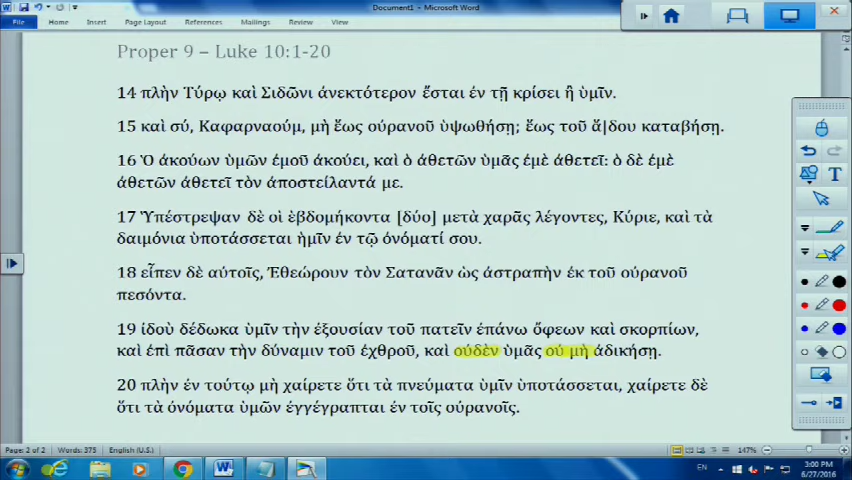 Document1 - Microsoft Word
File Home Insert Page Layout References Mailings Review View
Proper 9 – Luke 10:1-20
14 πλὴν Τύρῳ καὶ Σιδῶνι ἀνεκτότερον ἔσται ἐν τῇ κρίσει ἢ ὑμῖν.
15 καὶ σύ, Καφαρναούμ, μὴ ἕως οὐρανοῦ ὑψωθήσῃ; ἕως τοῦ ἅ|δου καταβήσῃ.
16 Ὁ ἀκούων ὑμῶν ἐμοῦ ἀκούει, καὶ ὁ ἀθετῶν ὑμᾶς ἐμὲ ἀθετεῖ: ὁ δὲ ἐμὲ
ἀθετῶν ἀθετεῖ τὸν ἀποστείλαντά με.
17 Ὑπέστρεψαν δὲ οἱ ἑβδομήκοντα [δύο] μετὰ χαρᾶς λέγοντες, Κύριε, καὶ τὰ
δαιμόνια ὑποτάσσεται ἡμῖν ἐν τῷ ὀνόματί σου.
18 εἶπεν δὲ αὐτοῖς, Ἐθεώρουν τὸν Σατανᾶν ὡς ἀστραπὴν ἐκ τοῦ οὐρανοῦ
πεσόντα.
19 ἰδοὺ δέδωκα ὑμῖν τὴν ἐξουσίαν τοῦ πατεῖν ἐπάνω ὄφεων καὶ σκορπίων,
καὶ ἐπὶ πᾶσαν τὴν δύναμιν τοῦ ἐχθροῦ, καὶ οὐδὲν ὑμᾶς οὐ μὴ ἀδικήσῃ.
20 πλὴν ἐν τούτῳ μὴ χαίρετε ὅτι τὰ πνεύματα ὑμῖν ὑποτάσσεται, χαίρετε δὲ
ὅτι τὰ ὀνόματα ὑμῶν ἐγγέγραπται ἐν τοῖς οὐρανοῖς.
Page: 2 of 2 Words: 375 English (U.S.) 147%
EN 3:00 PM
6/27/2016